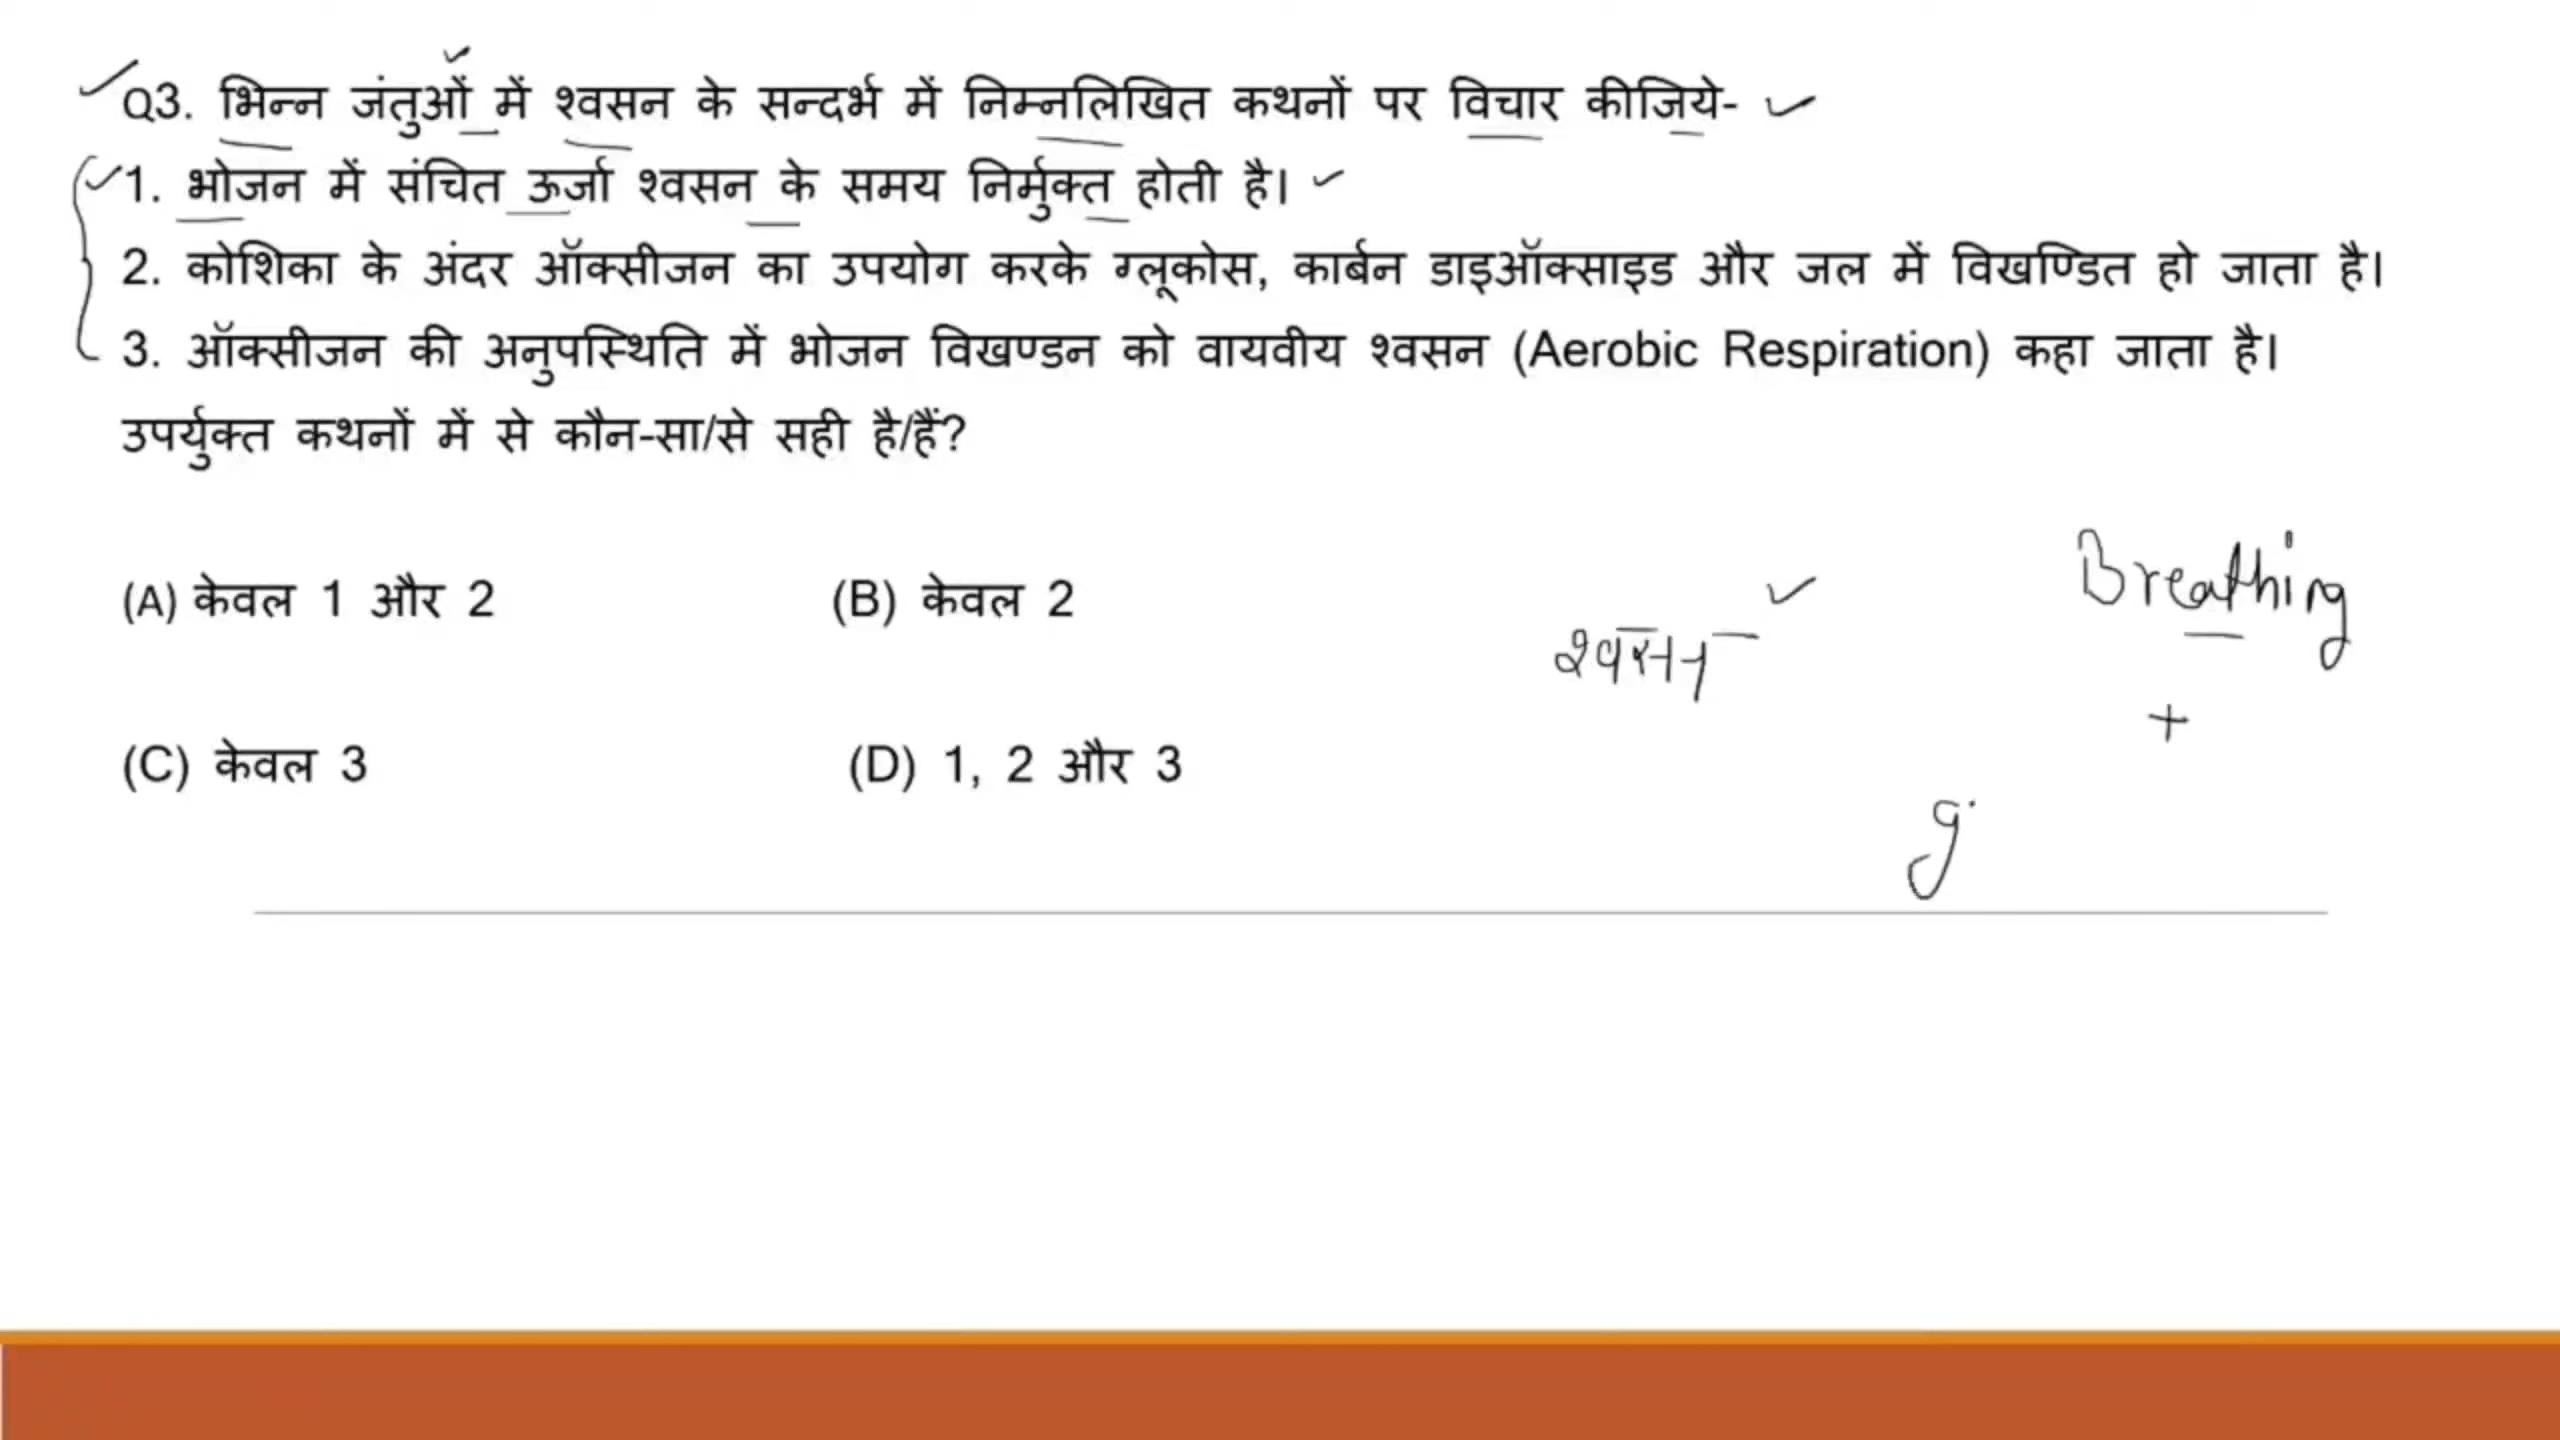 Q3. भिन्न जंतुओं में श्वसन के सन्दर्भ में निम्नलिखित कथनों पर विचार कीजिये-
1. भोजन में संचित ऊर्जा श्वसन के समय निर्मुक्त होती है।
2. कोशिका के अंदर ऑक्सीजन का उपयोग करके ग्लूकोस, कार्बन डाइऑक्साइड और जल में विखण्डित हो जाता है।
3. ऑक्सीजन की अनुपस्थिति में भोजन विखण्डन को वायवीय श्वसन (Aerobic Respiration) कहा जाता है।
उपर्युक्त कथनों में से कौन-सा/से सही है/हैं?
(A) केवल 1 और 2 (B) केवल 2
Breathing
श्वसन
+
(C) केवल 3 (D) 1, 2 और 3